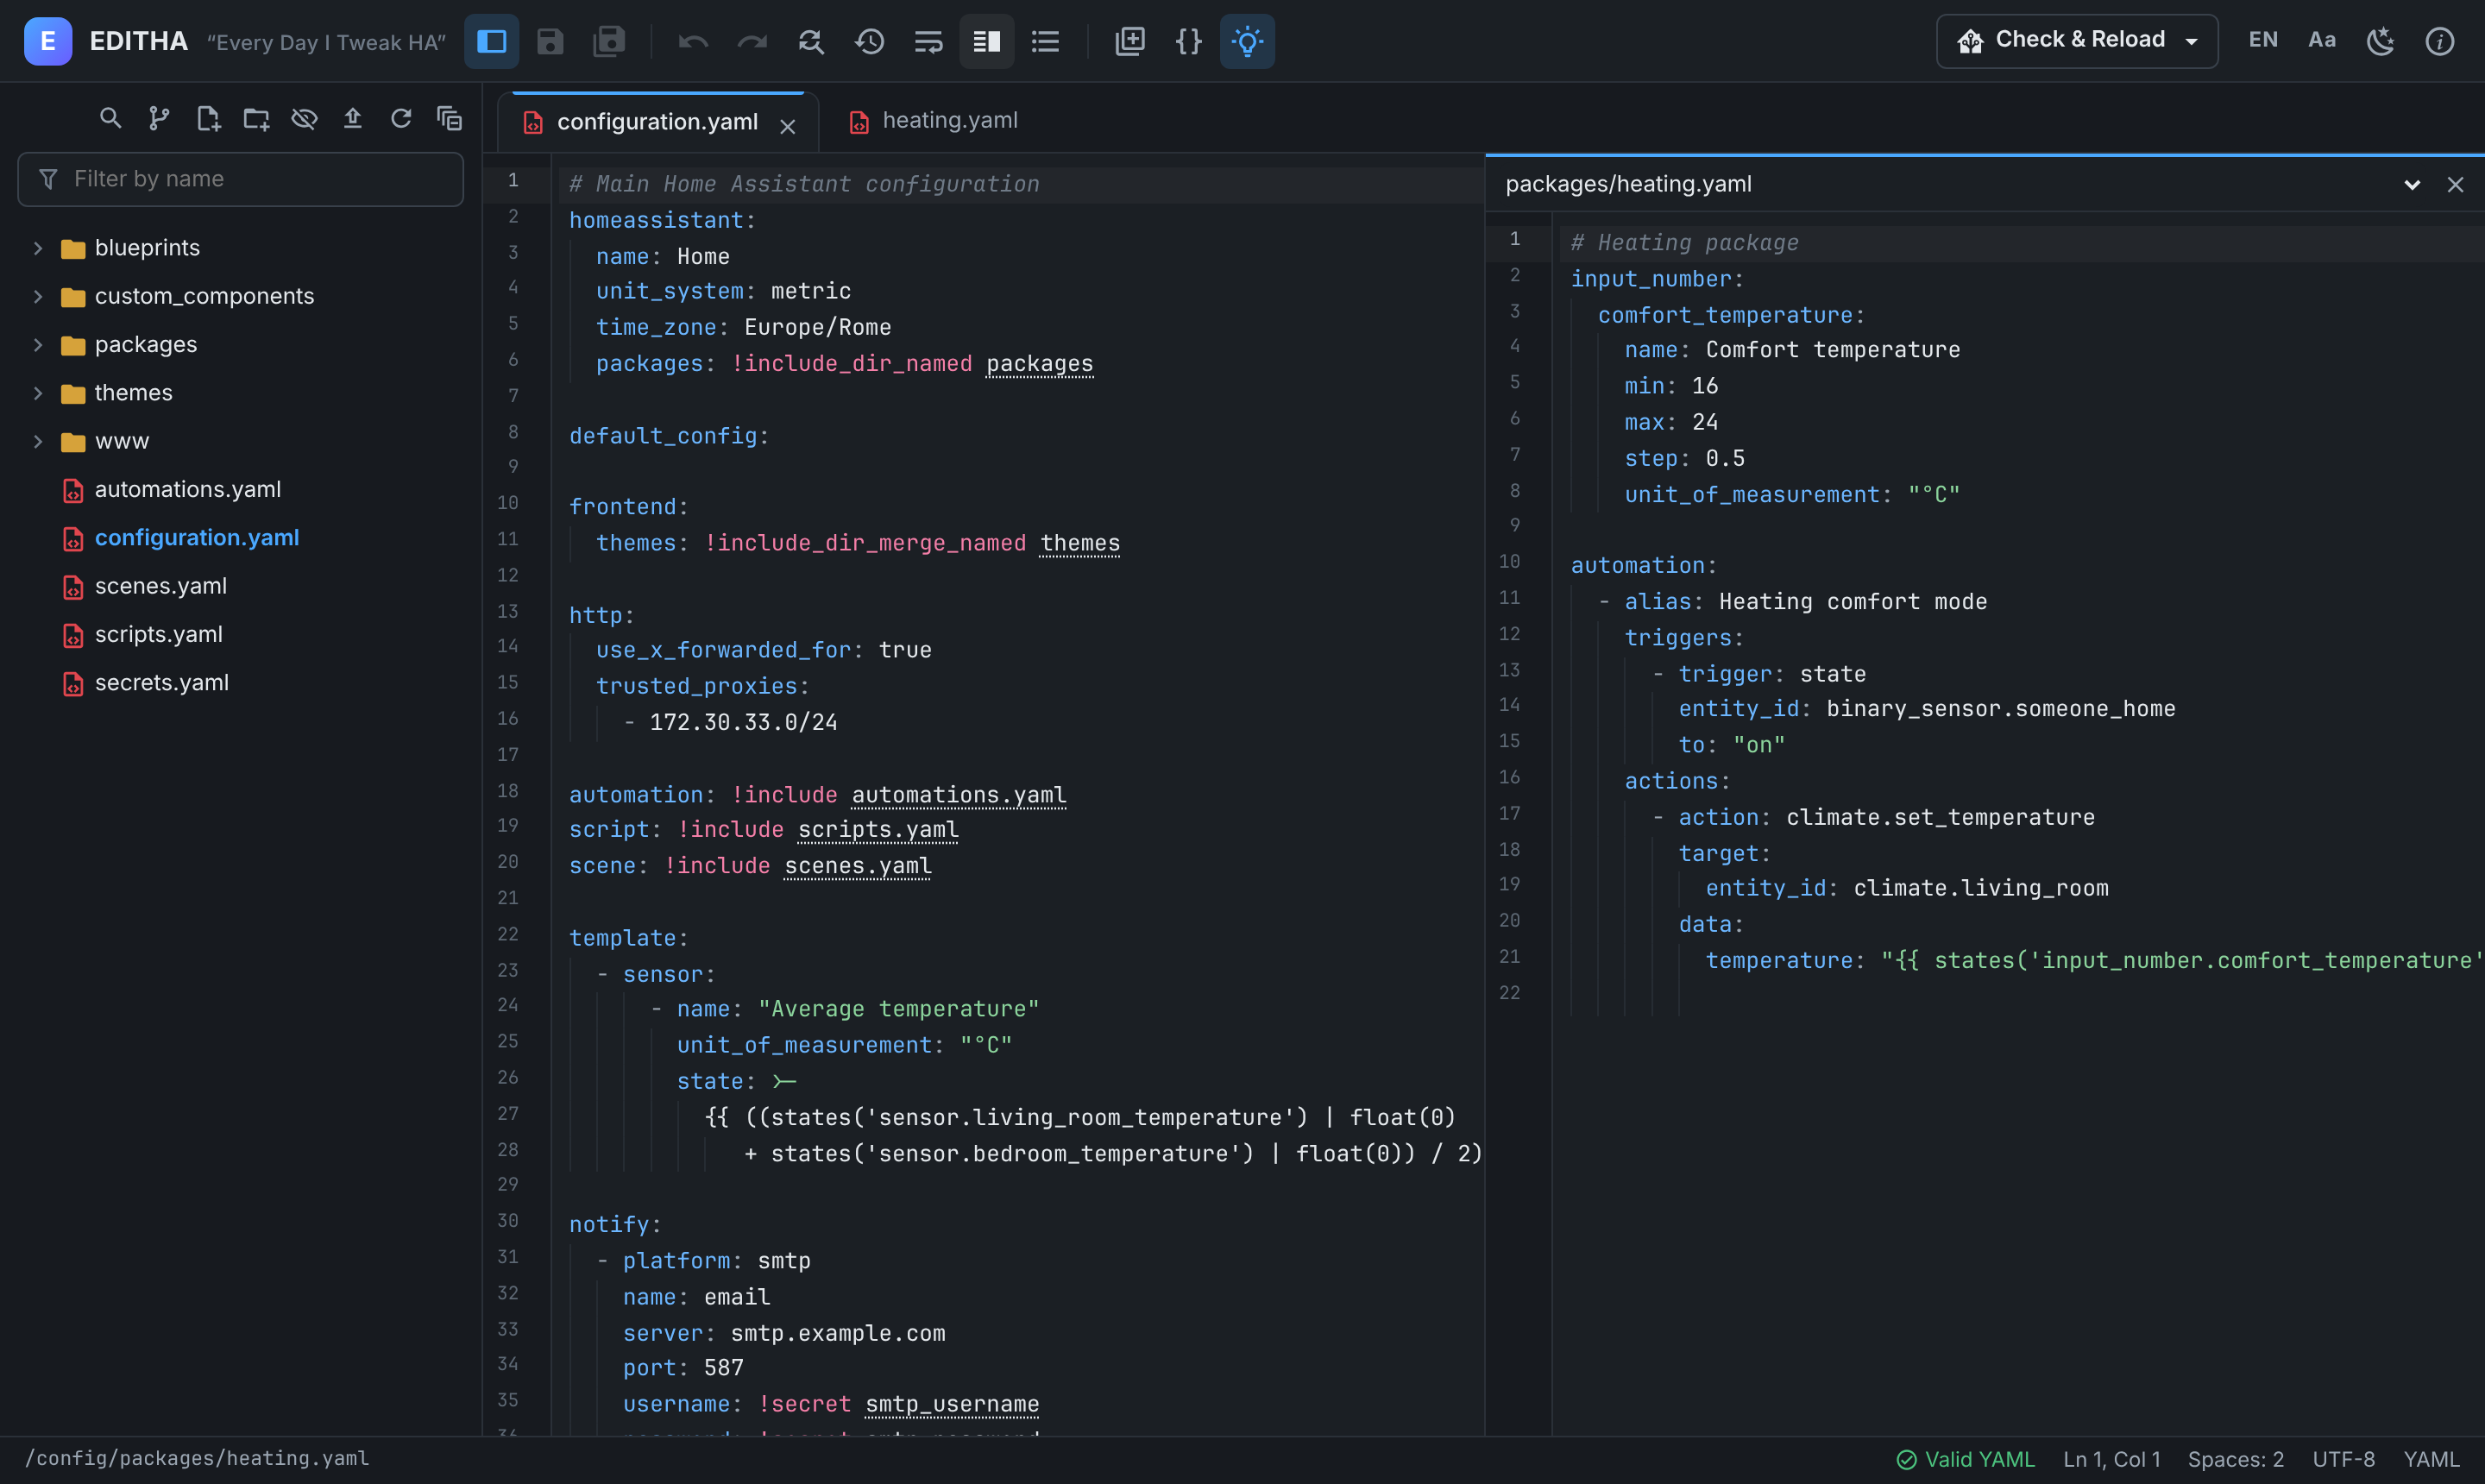 E EDITHA “Every Day I Tweak HA” Check & Reload EN Aa
Filter by name
blueprints
custom_components
packages
themes
www
automations.yaml
configuration.yaml
scenes.yaml
scripts.yaml
secrets.yaml
configuration.yaml heating.yaml
1 # Main Home Assistant configuration
2 homeassistant:
3   name: Home
4   unit_system: metric
5   time_zone: Europe/Rome
6   packages: !include_dir_named packages
7
8 default_config:
9
10 frontend:
11   themes: !include_dir_merge_named themes
12
13 http:
14   use_x_forwarded_for: true
15   trusted_proxies:
16     - 172.30.33.0/24
17
18 automation: !include automations.yaml
19 script: !include scripts.yaml
20 scene: !include scenes.yaml
21
22 template:
23   - sensor:
24       - name: "Average temperature"
25         unit_of_measurement: "°C"
26         state: >-
27           {{ ((states('sensor.living_room_temperature') | float(0)
28              + states('sensor.bedroom_temperature') | float(0)) / 2)
29
30 notify:
31   - platform: smtp
32     name: email
33     server: smtp.example.com
34     port: 587
35     username: !secret smtp_username
packages/heating.yaml
1 # Heating package
2 input_number:
3   comfort_temperature:
4     name: Comfort temperature
5     min: 16
6     max: 24
7     step: 0.5
8     unit_of_measurement: "°C"
9
10 automation:
11   - alias: Heating comfort mode
12     triggers:
13       - trigger: state
14         entity_id: binary_sensor.someone_home
15         to: "on"
16     actions:
17       - action: climate.set_temperature
18         target:
19           entity_id: climate.living_room
20         data:
21           temperature: "{{ states('input_number.comfort_temperature'
22
/config/packages/heating.yaml Valid YAML Ln 1, Col 1 Spaces: 2 UTF-8 YAML